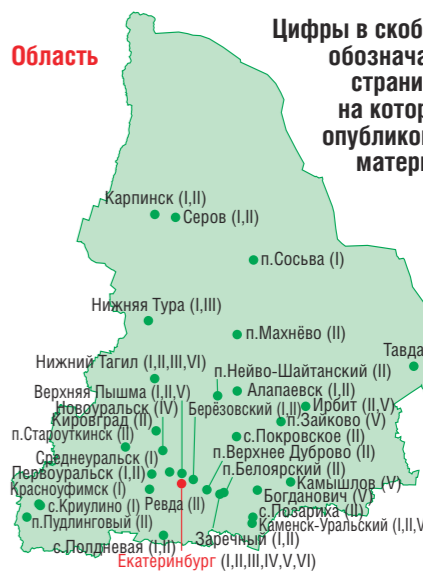 Область
Цифры в скоб
обознача
страни
на котор
опубликов
матери
Карпинск (I,II)
Серов (I,II)
п.Сосьва (I)
Нижняя Тура (I,III)
п.Махнёво (II)
Тавда
Нижний Тагил (I,II,III,VI)
п.Нейво-Шайтанский (II)
Верхняя Пышма (I,II,V)
Алапаевск (I,II)
Новоуральск (IV)
Берёзовский (I,II)
Ирбит (II,V)
Кировград (II)
п.Зайково (V)
п.Староуткинск (II)
с.Покровское (II)
Среднеуральск (I)
п.Верхнее Дуброво (II)
Первоуральск (I,II)
п.Белоярский (II)
Красноуфимск (I)
Камышлов (V)
с.Криулино (I)
Ревда (II)
Богданович (V)
с.Позариха (II)
п.Пудлинговый (II)
Каменск-Уральский (I,II,V
с.Полдневая (I,II)
Заречный (I,II)
Екатеринбург (I,II,III,IV,V,VI)